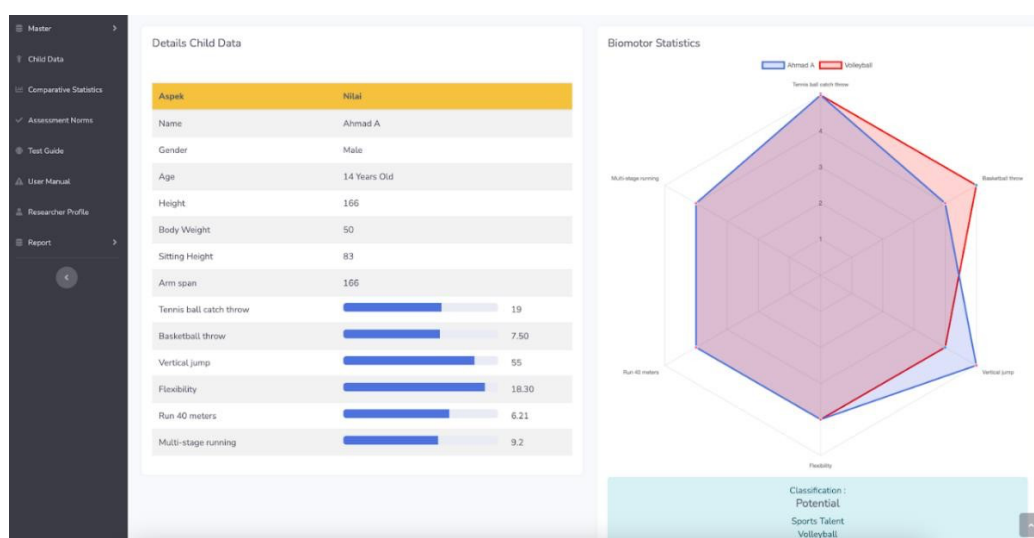 Master
Child Data
Comparative Statistics
Assessment Norms
Test Guide
User Manual
Researcher Profile
Report
Details Child Data
Aspek Nilai
Name Ahmad A
Gender Male
Age 14 Years Old
Height 166
Body Weight 50
Sitting Height 83
Arm span 166
Tennis ball catch throw 19
Basketball throw 7.50
Vertical jump 55
Flexibility 18.30
Run 40 meters 6.21
Multi-stage running 9.2
Biomotor Statistics
Ahmad A Volleyball
Tennis ball catch throw
4
Multi-stage running 3 Basketball throw
2
1
Run 40 meters Vertical jump
Flexibility
Classification :
Potential
Sports Talent
Volleyball